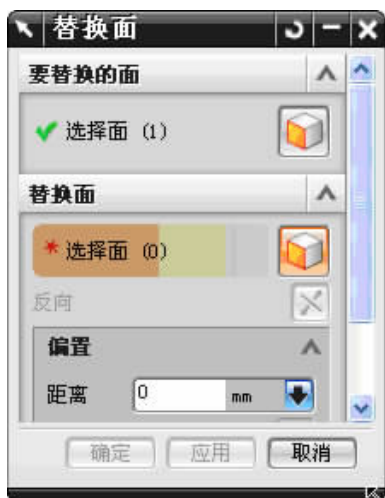 替换面
要替换的面
选择面 (1)
替换面
* 选择面 (0)
反向
偏置
距离 0 mm
确定 应用 取消